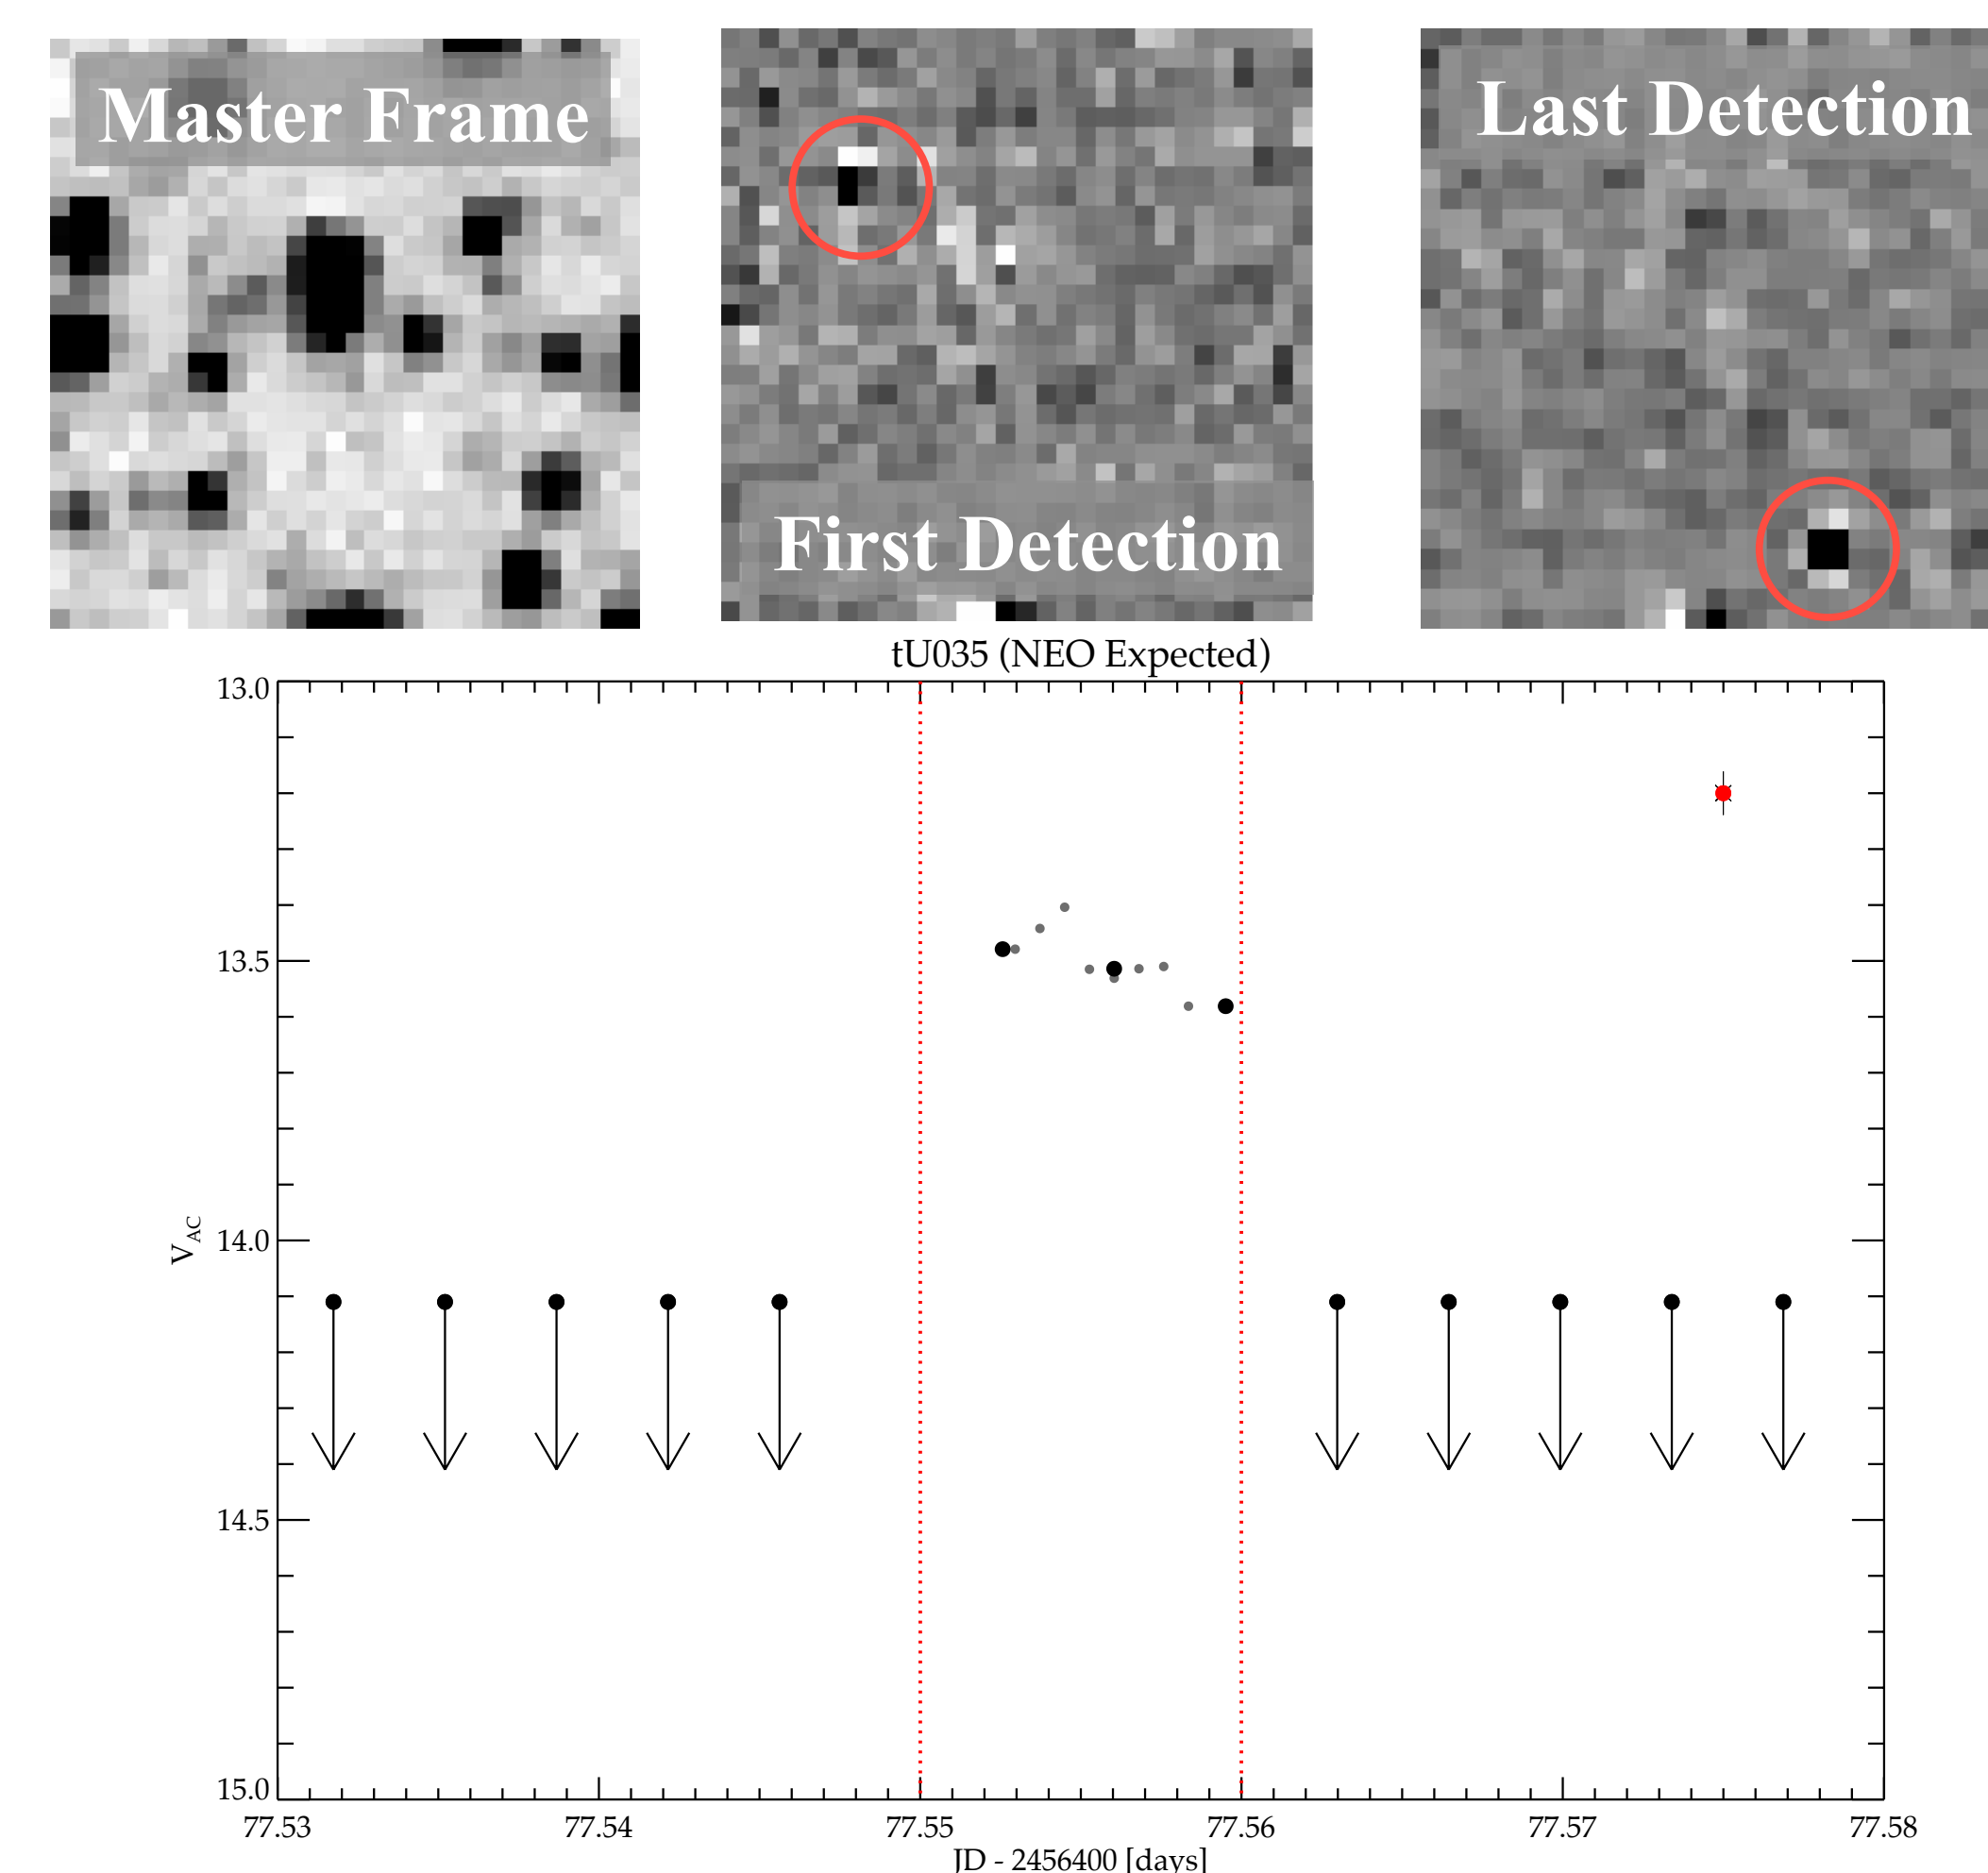 Master Frame
First Detection
Last Detection
tU035 (NEO Expected)
13.0
13.5
14.0
14.5
15.0
V_AC
77.53 77.54 77.55 77.56 77.57 77.58
JD - 2456400 [days]